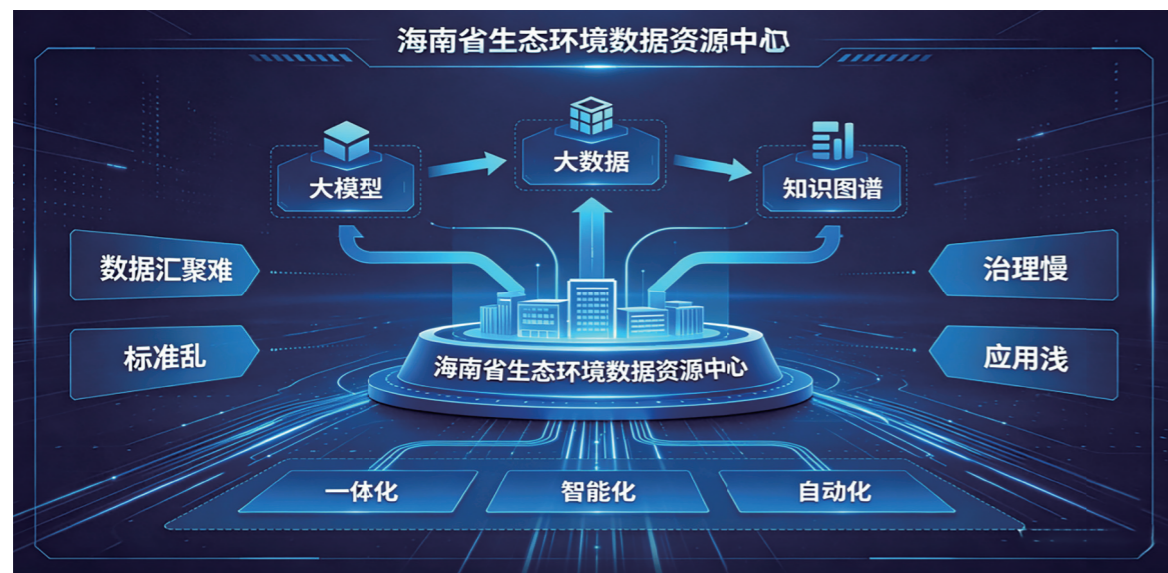 海南省生态环境数据资源中心
大模型
大数据
知识图谱
数据汇聚难
治理慢
标准乱
应用浅
海南省生态环境数据资源中心
一体化
智能化
自动化